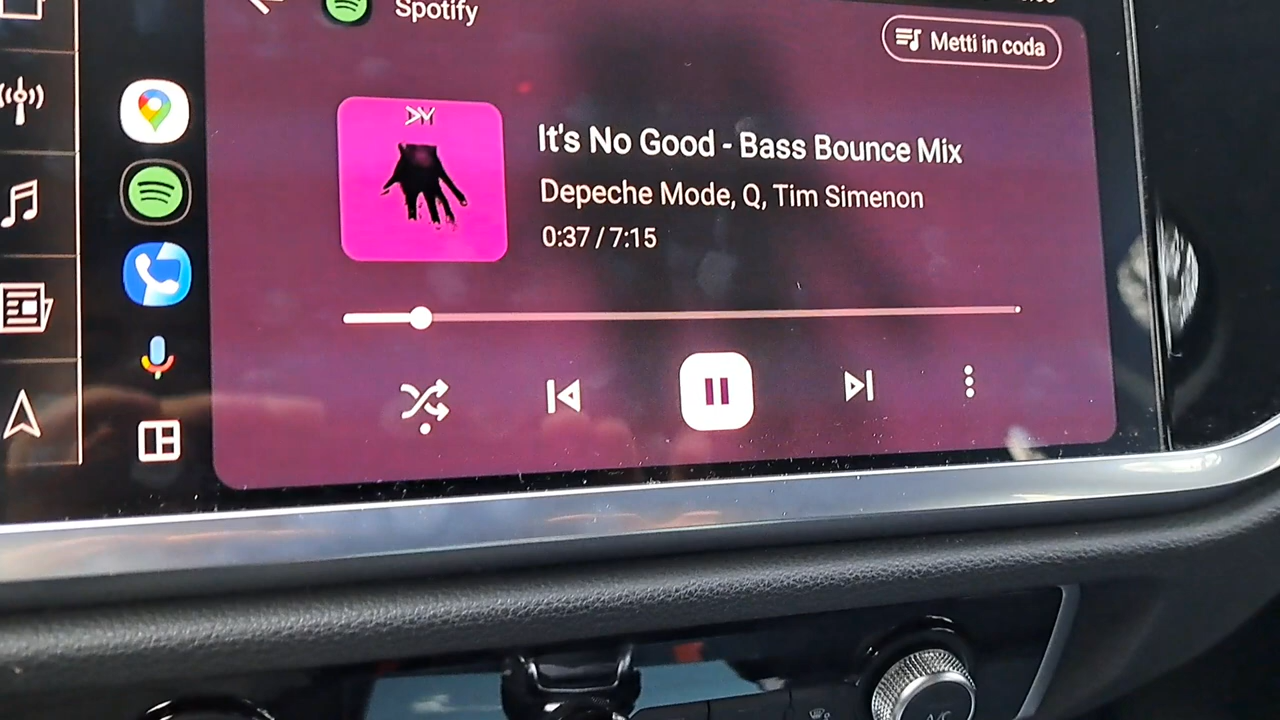 Spotify
Metti in coda
It's No Good - Bass Bounce Mix
Depeche Mode, Q, Tim Simenon
0:37 / 7:15
A/C